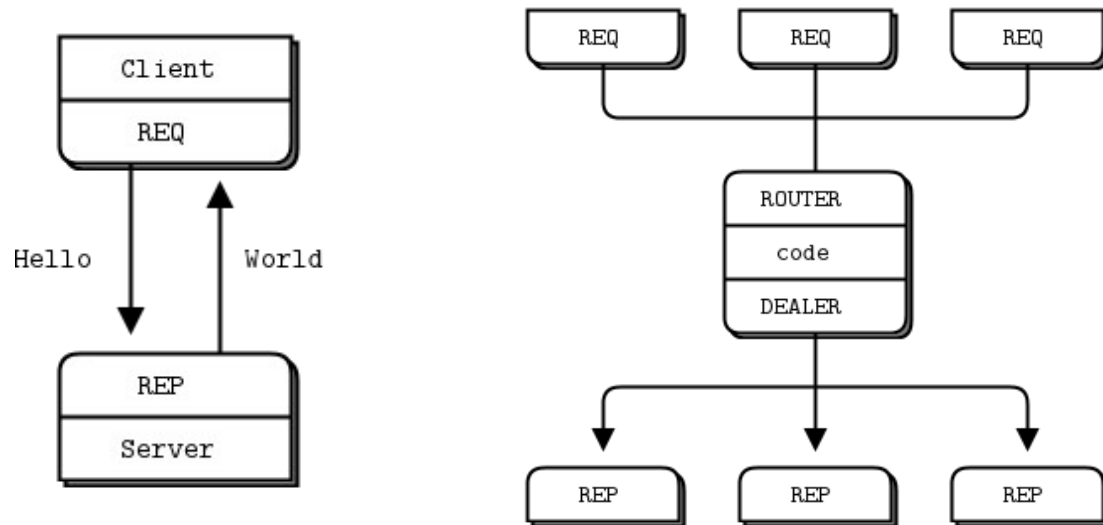 Client
REQ
Hello
World
REP
Server
REQ REQ REQ
ROUTER
code
DEALER
REP REP REP